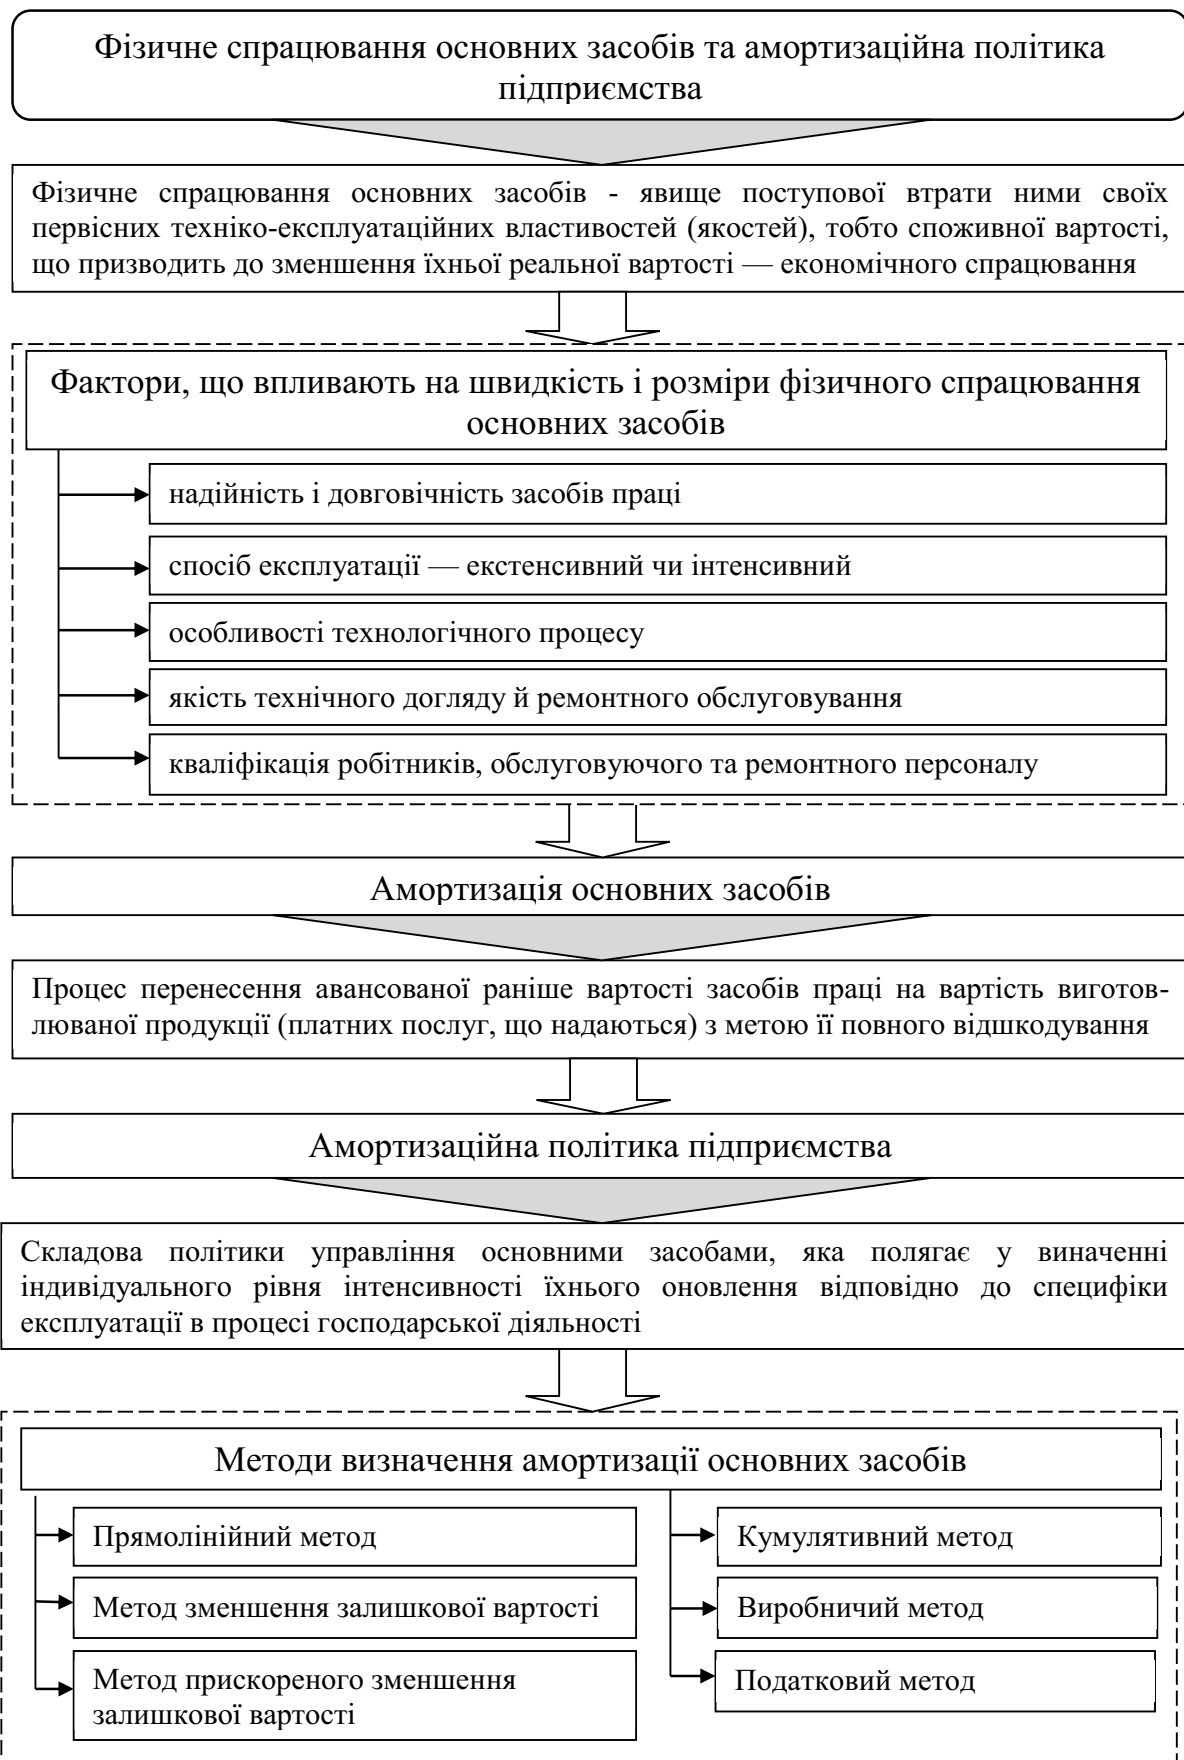 Фізичне спрацювання основних засобів та амортизаційна політика
підприємства
Фізичне спрацювання основних засобів - явище поступової втрати ними своїх
первісних техніко-експлуатаційних властивостей (якостей), тобто споживної вартості,
що призводить до зменшення їхньої реальної вартості — економічного спрацювання
Фактори, що впливають на швидкість і розміри фізичного спрацювання
основних засобів
надійність і довговічність засобів праці
спосіб експлуатації — екстенсивний чи інтенсивний
особливості технологічного процесу
якість технічного догляду й ремонтного обслуговування
кваліфікація робітників, обслуговуючого та ремонтного персоналу
Амортизація основних засобів
Процес перенесення авансованої раніше вартості засобів праці на вартість виготов-
люваної продукції (платних послуг, що надаються) з метою її повного відшкодування
Амортизаційна політика підприємства
Складова політики управління основними засобами, яка полягає у виначенні
індивідуального рівня інтенсивності їхнього оновлення відповідно до специфіки
експлуатації в процесі господарської діяльності
Методи визначення амортизації основних засобів
Прямолінійний метод
Метод зменшення залишкової вартості
Метод прискореного зменшення
залишкової вартості
Кумулятивний метод
Виробничий метод
Податковий метод